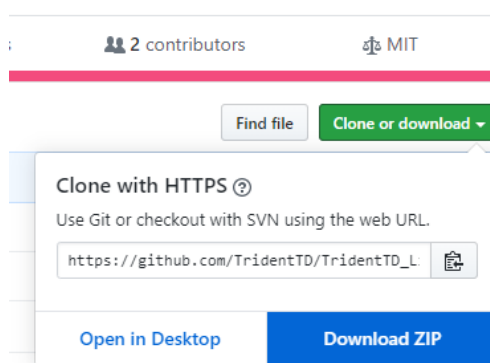 2 contributors
MIT
Find file
Clone or download
Clone with HTTPS
Use Git or checkout with SVN using the web URL.
https://github.com/TridentTD/TridentTD_L
Open in Desktop
Download ZIP